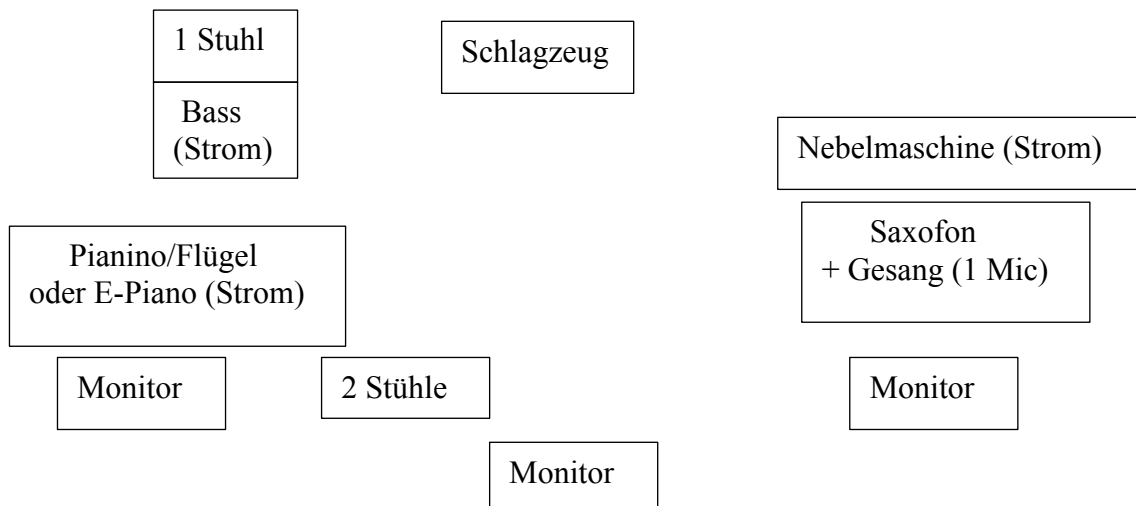 1 Stuhl
Schlagzeug
Bass
(Strom)
Nebelmaschine (Strom)
Pianino/Flügel
oder E-Piano (Strom)
Saxofon
+ Gesang (1 Mic)
Monitor
2 Stühle
Monitor
Monitor